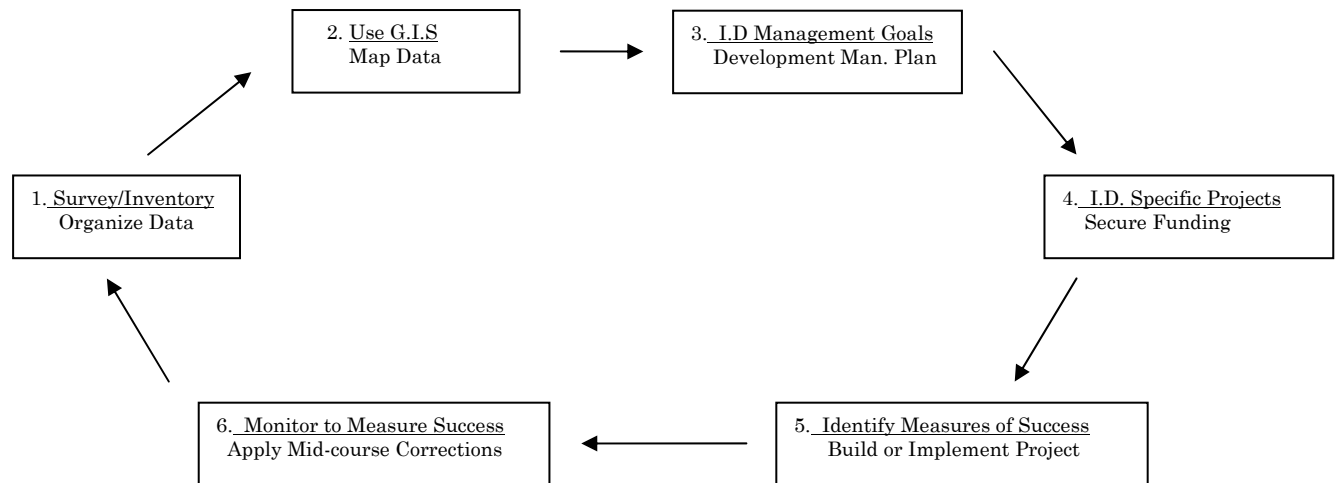 2. Use G.I.S
Map Data
3. I.D Management Goals
Development Man. Plan
1. Survey/Inventory
Organize Data
4. I.D. Specific Projects
Secure Funding
6. Monitor to Measure Success
Apply Mid-course Corrections
5. Identify Measures of Success
Build or Implement Project